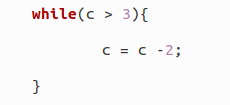 while(c > 3){
c = c -2;
}